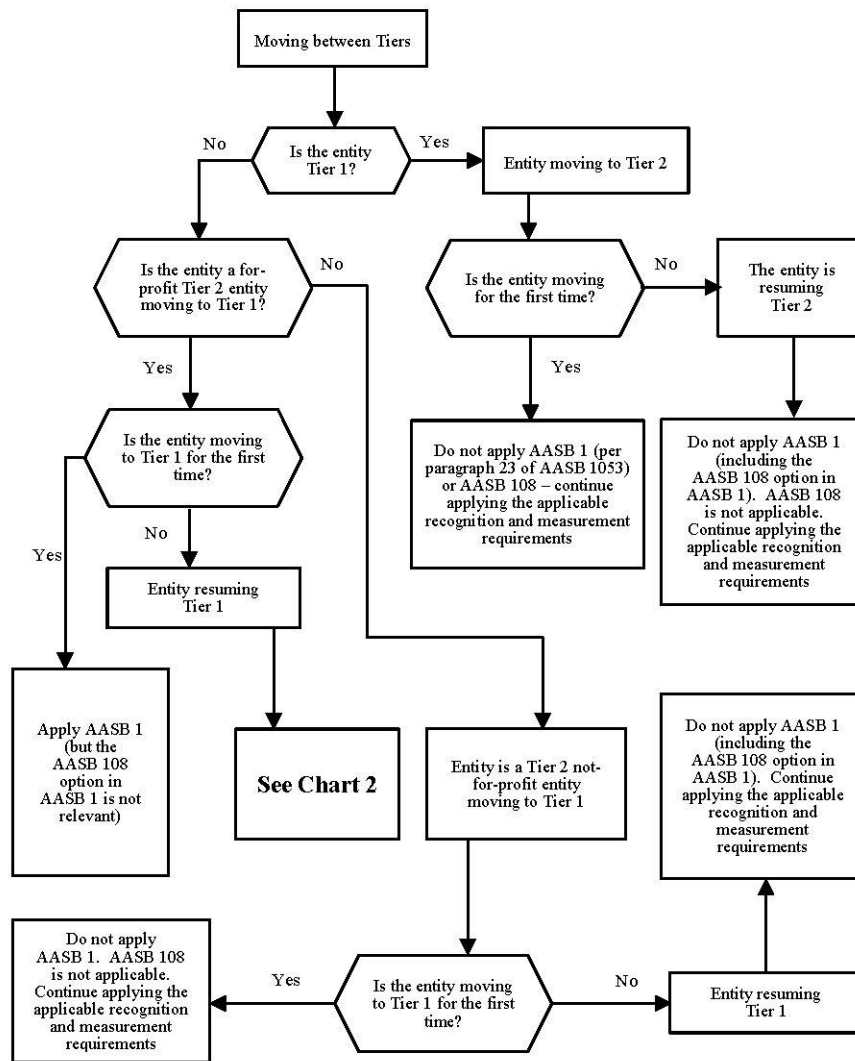 Moving between Tiers
No
Yes
Is the entity
Tier 1?
Entity moving to Tier 2
Is the entity a for-
profit Tier 2 entity
moving to Tier 1?
No
Is the entity moving
for the first time?
No
The entity is
resuming
Tier 2
Yes
Yes
Is the entity moving
to Tier 1 for the first
time?
Do not apply AASB 1 (per
paragraph 23 of AASB 1053)
or AASB 108 – continue
applying the applicable
recognition and measurement
requirements
Do not apply AASB 1
(including the
AASB 108 option in
AASB 1).  AASB 108
is not applicable.
Continue applying the
applicable recognition
and measurement
requirements
Yes
No
Entity resuming
Tier 1
Apply AASB 1
(but the
AASB 108
option in
AASB 1 is not
relevant)
See Chart 2
Entity is a Tier 2 not-
for-profit entity
moving to Tier 1
Do not apply AASB 1
(including the
AASB 108 option in
AASB 1).  Continue
applying the applicable
recognition and
measurement
requirements
Do not apply
AASB 1.  AASB 108
is not applicable.
Continue applying the
applicable recognition
and measurement
requirements
Yes
Is the entity moving
to Tier 1 for the first
time?
No
Entity resuming
Tier 1